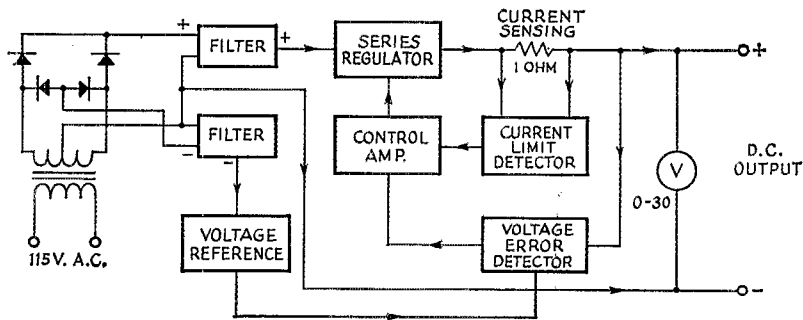 CURRENT
SENSING
1 OHM
+
FILTER
+
SERIES
REGULATOR
+
-
FILTER
-
CONTROL
AMP.
CURRENT
LIMIT
DETECTOR
V
0-30
D.C.
OUTPUT
115V. A.C.
VOLTAGE
REFERENCE
VOLTAGE
ERROR
DETECTOR
-